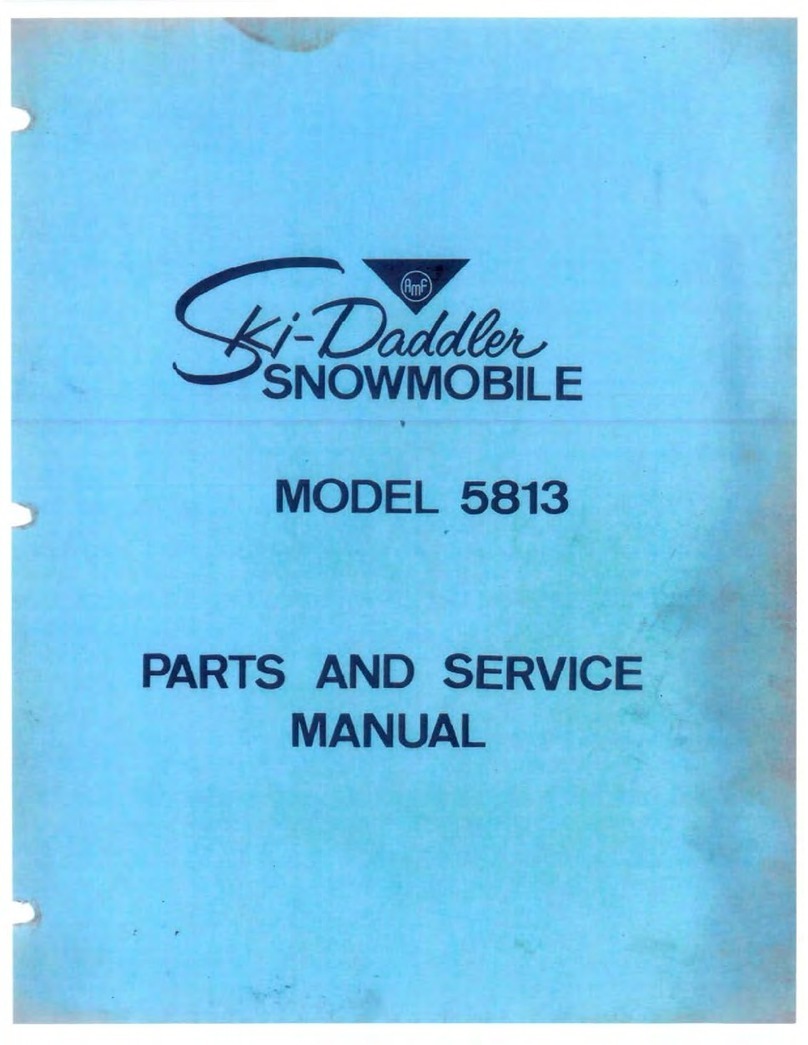 AMF
Ski-Daddler
SNOWMOBILE
MODEL 5813
PARTS AND SERVICE
MANUAL